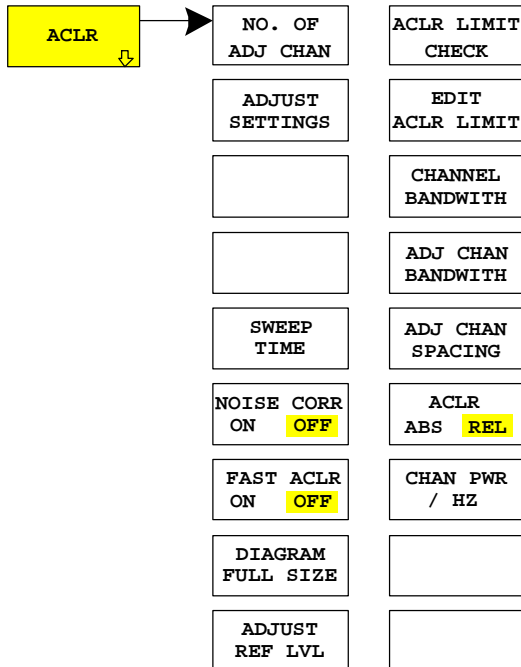 ACLR
NO. OF
ADJ CHAN
ADJUST
SETTINGS
SWEEP
TIME
NOISE CORR
ON OFF
FAST ACLR
ON OFF
DIAGRAM
FULL SIZE
ADJUST
REF LVL
ACLR LIMIT
CHECK
EDIT
ACLR LIMIT
CHANNEL
BANDWITH
ADJ CHAN
BANDWITH
ADJ CHAN
SPACING
ACLR
ABS REL
CHAN PWR
/ HZ